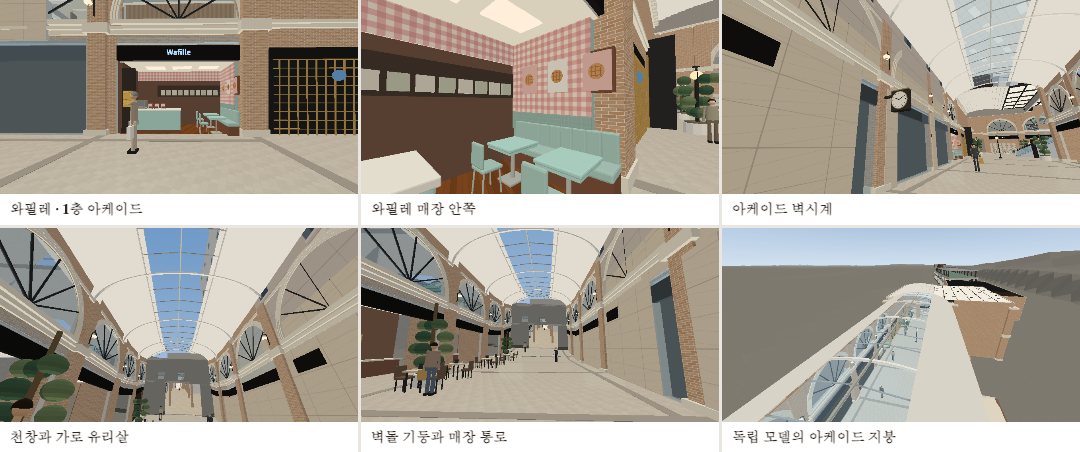 Wafille
와필레 · 1층 아케이드
와필레 매장 안쪽
아케이드 벽시계
천창과 가로 유리살
벽돌 기둥과 매장 통로
독립 모델의 아케이드 지붕